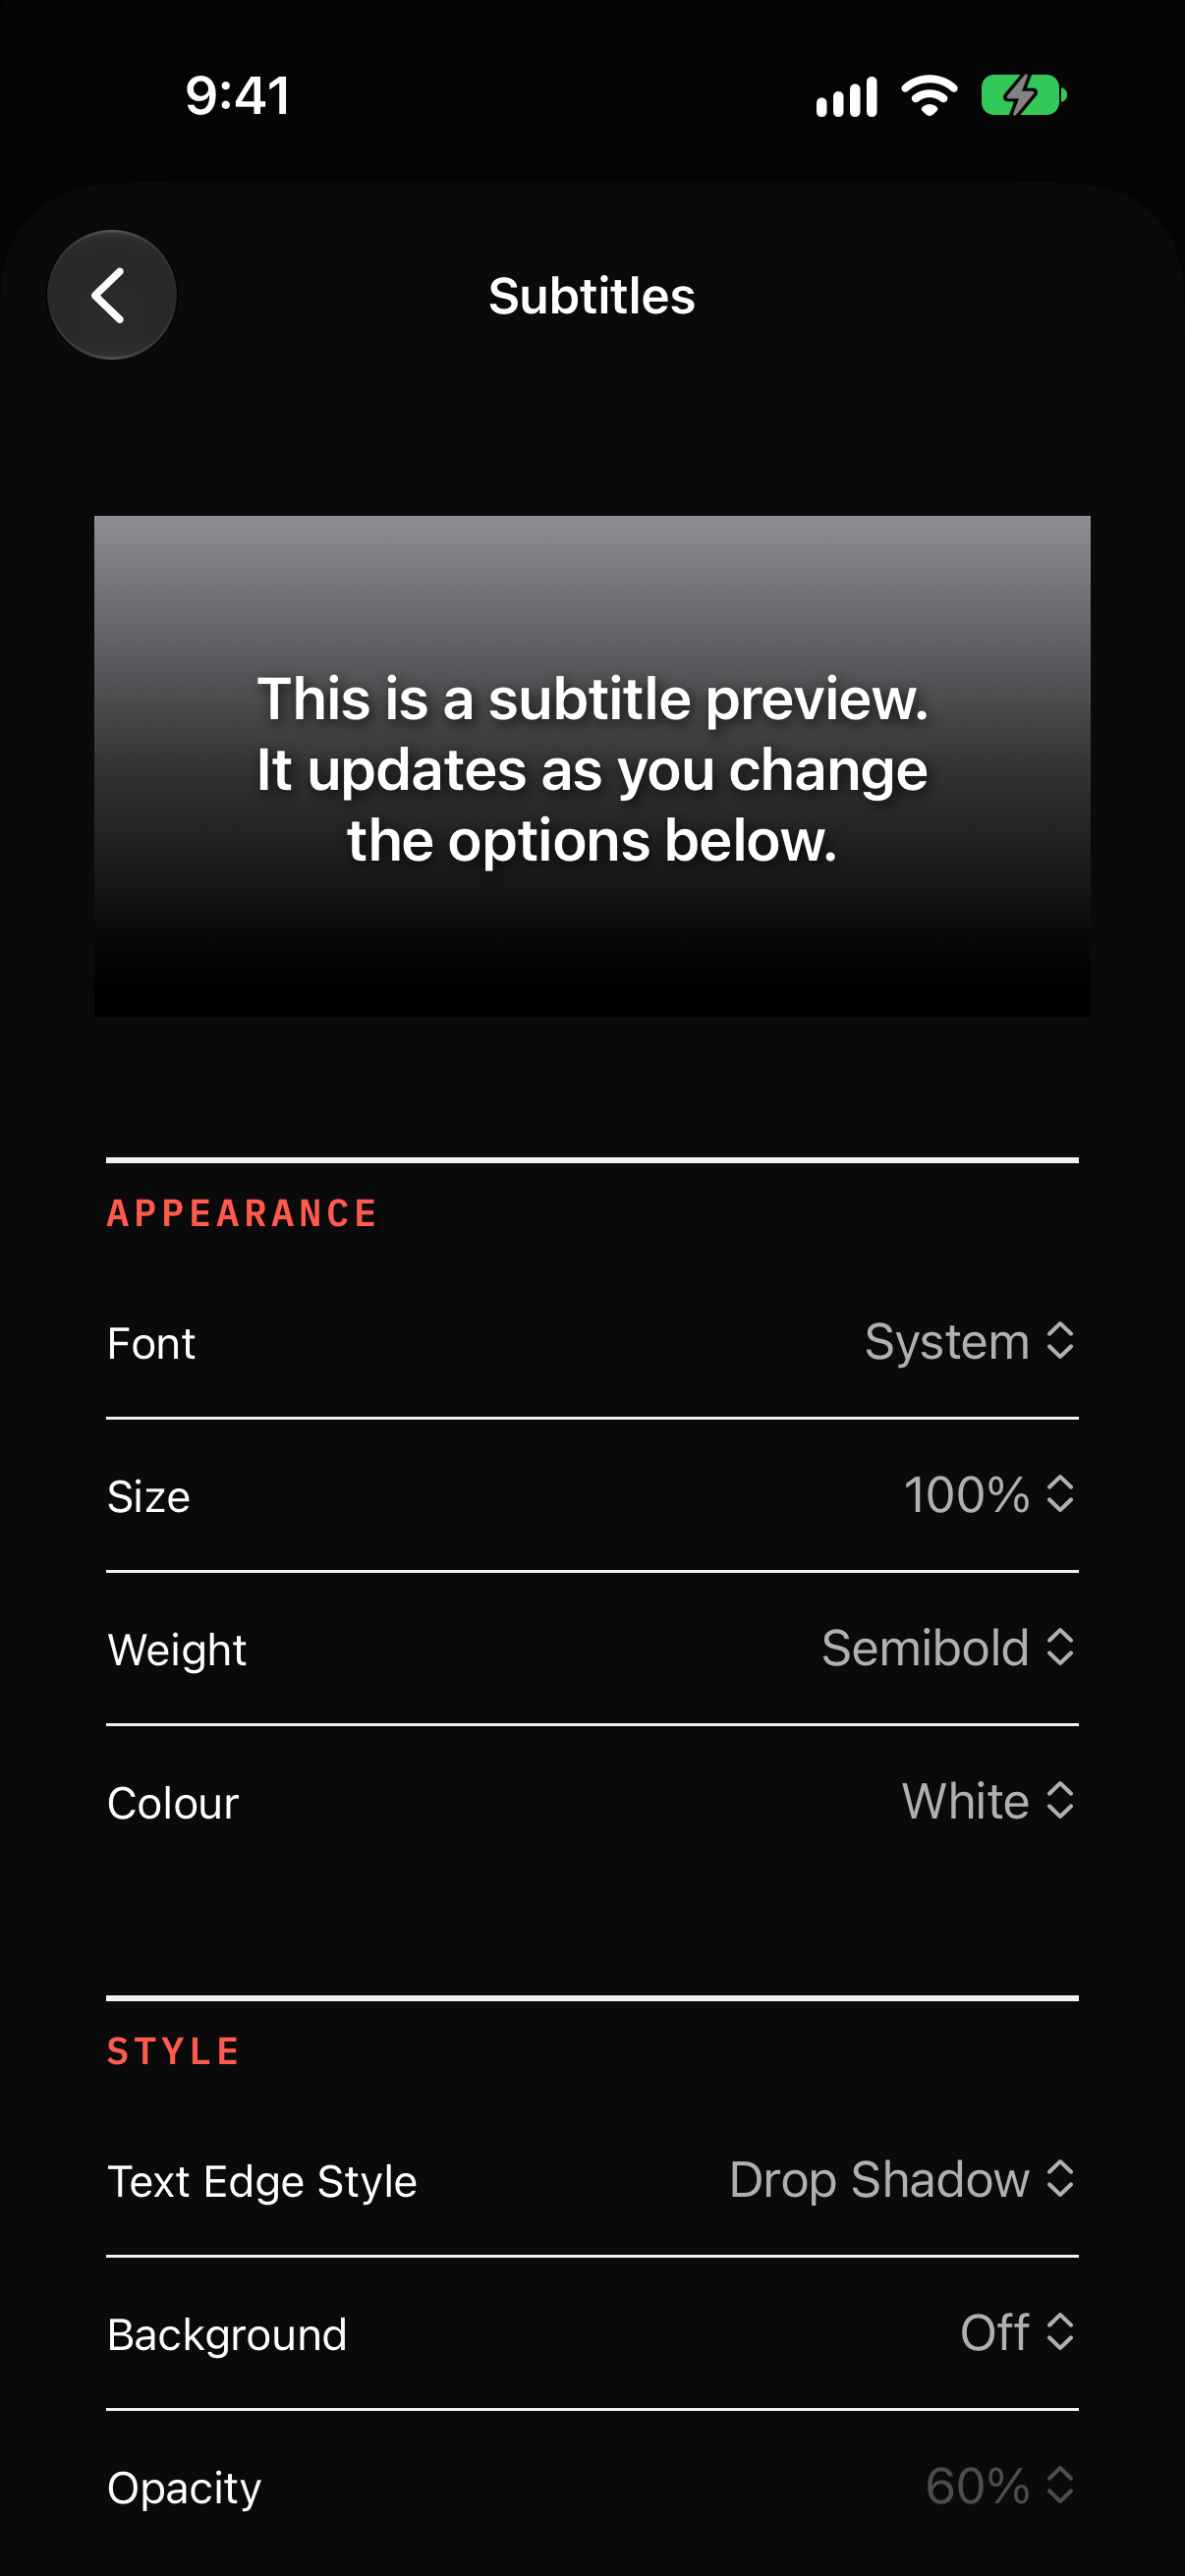 9:41
Subtitles
This is a subtitle preview.
It updates as you change
the options below.
APPEARANCE
Font System
Size 100%
Weight Semibold
Colour White
STYLE
Text Edge Style Drop Shadow
Background Off
Opacity 60%